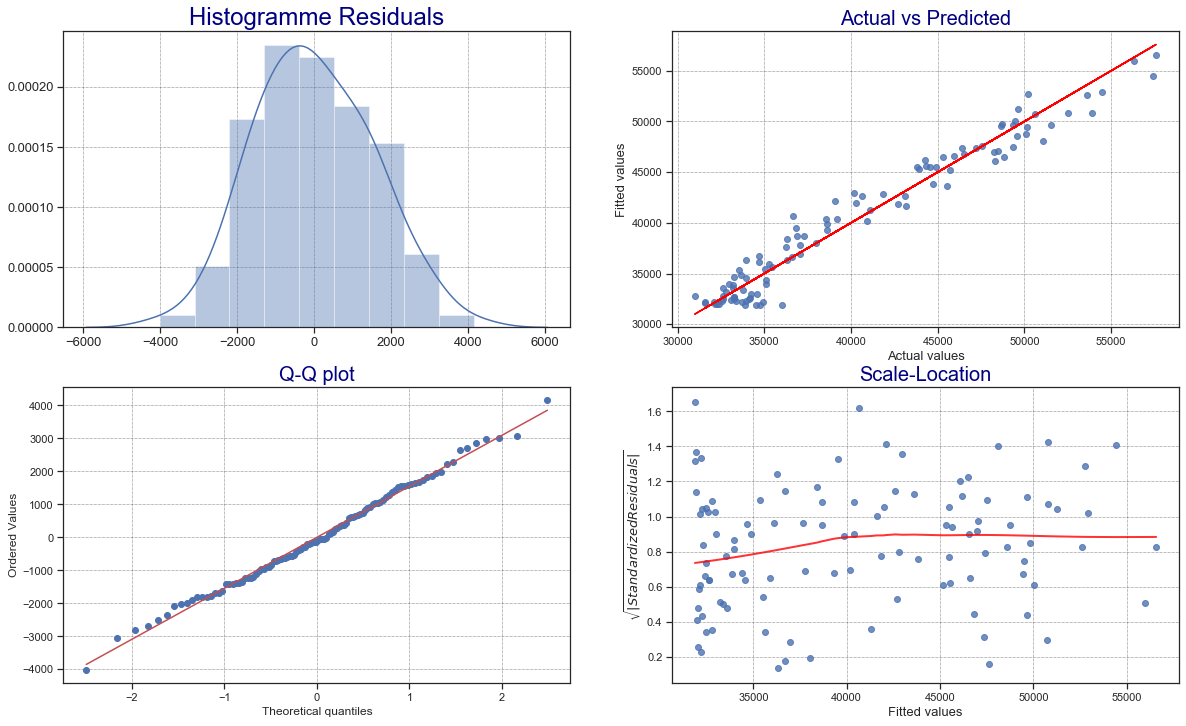 Histogramme Residuals
0.00020
0.00015
0.00010
0.00005
0.00000
−6000 −4000 −2000 0 2000 4000 6000
Actual vs Predicted
Fitted values
55000
50000
45000
40000
35000
30000
30000 35000 40000 45000 50000 55000
Actual values
Q-Q plot
Ordered Values
4000
3000
2000
1000
0
−1000
−2000
−3000
−4000
−2 −1 0 1 2
Theoretical quantiles
Scale-Location
√|StandardizedResiduals|
1.6
1.4
1.2
1.0
0.8
0.6
0.4
0.2
35000 40000 45000 50000 55000
Fitted values